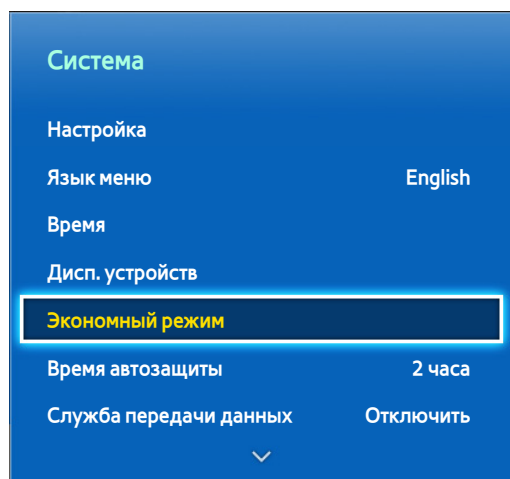 Система
Настройка
Язык меню English
Время
Дисп. устройств
Экономный режим
Время автозащиты 2 часа
Служба передачи данных Отключить